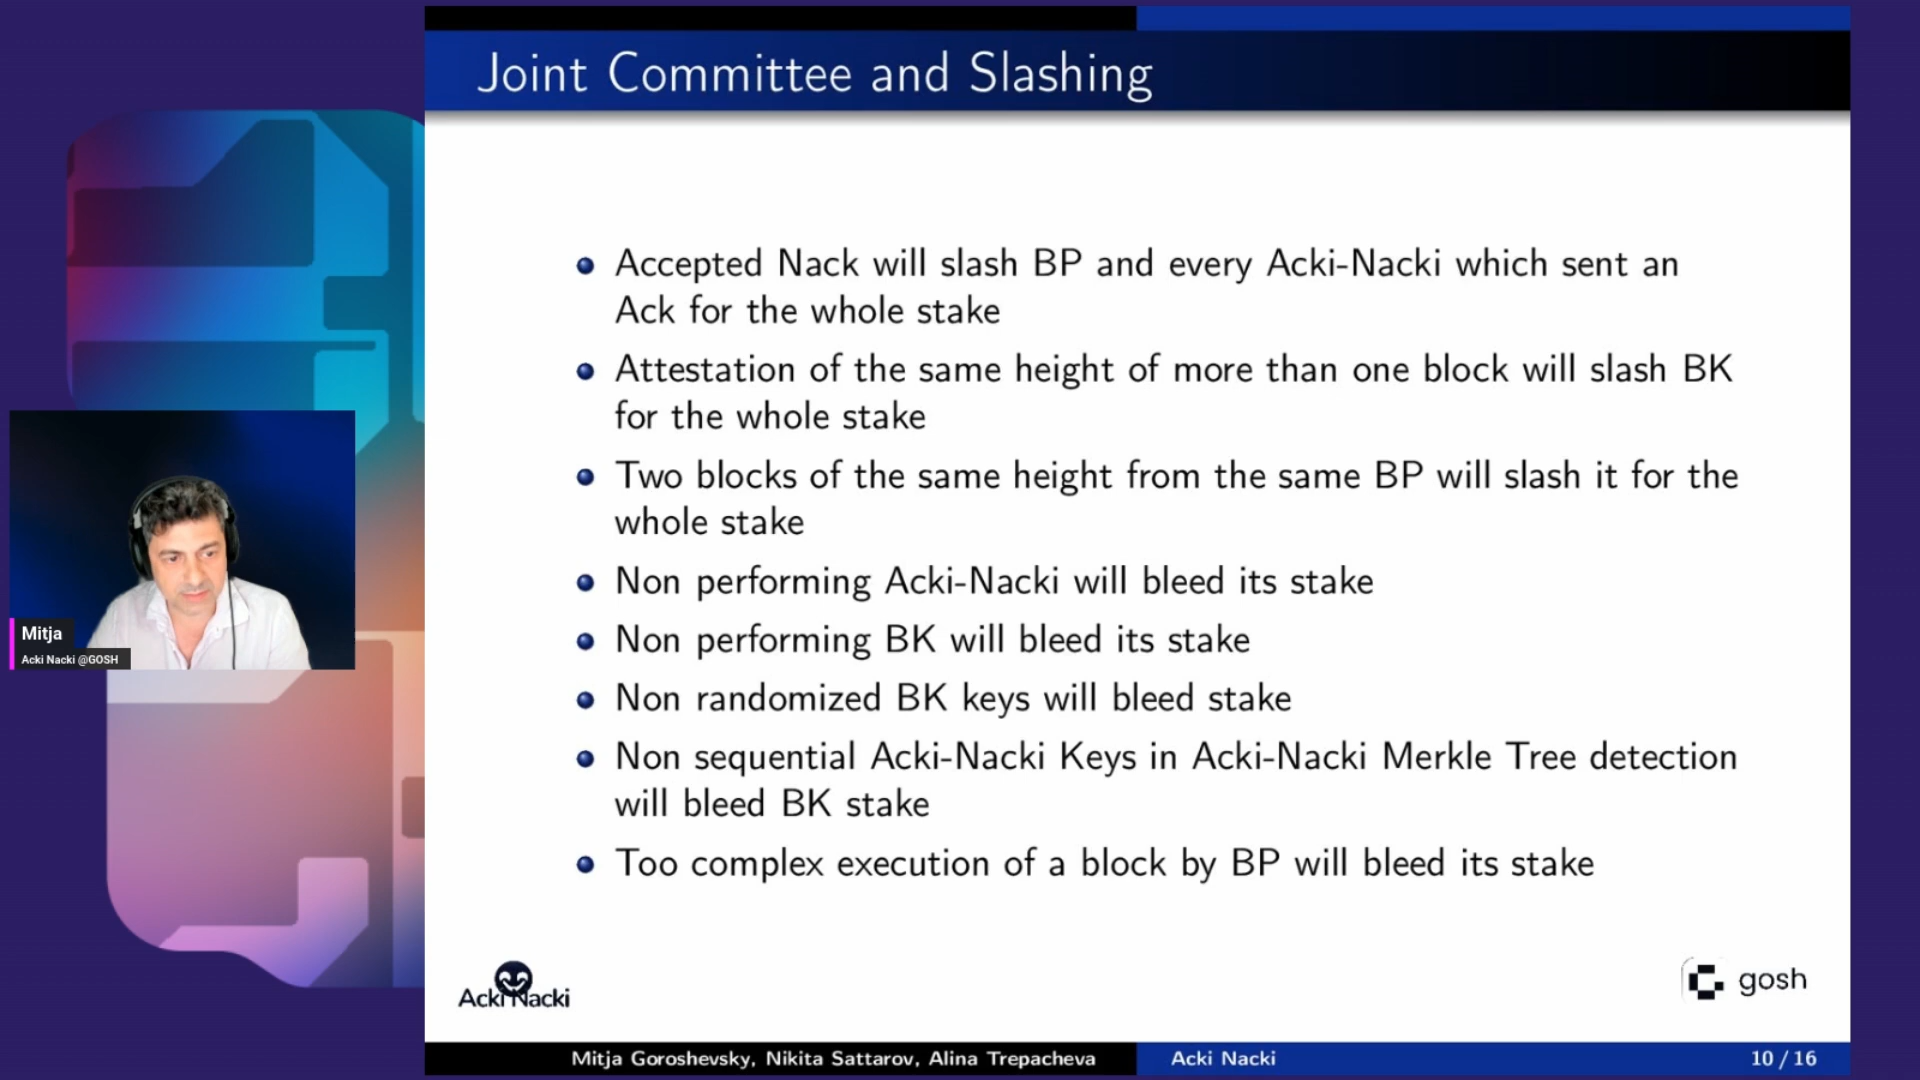 Joint Committee and Slashing
Accepted Nack will slash BP and every Acki-Nacki which sent an
Ack for the whole stake
Attestation of the same height of more than one block will slash BK
for the whole stake
Two blocks of the same height from the same BP will slash it for the
whole stake
Non performing Acki-Nacki will bleed its stake
Non performing BK will bleed its stake
Non randomized BK keys will bleed stake
Non sequential Acki-Nacki Keys in Acki-Nacki Merkle Tree detection
will bleed BK stake
Too complex execution of a block by BP will bleed its stake
Mitja
Acki Nacki @GOSH
Acki Nacki
gosh
Mitja Goroshevsky, Nikita Sattarov, Alina Trepacheva
Acki Nacki
10 / 16